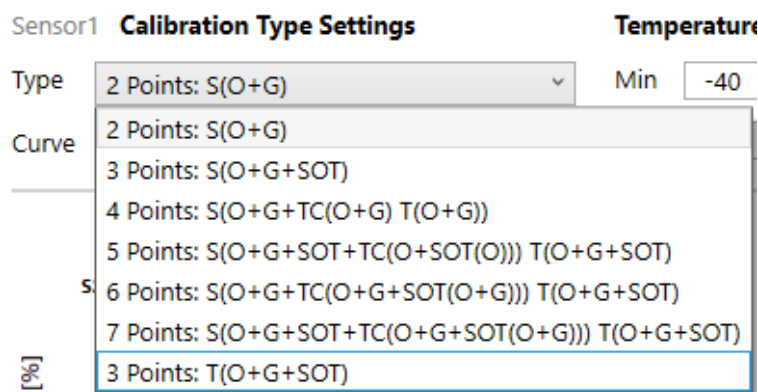 Sensor1 Calibration Type Settings Temperature
Type 2 Points: S(O+G) Min -40
Curve 2 Points: S(O+G)
3 Points: S(O+G+SOT)
4 Points: S(O+G+TC(O+G) T(O+G))
5 Points: S(O+G+SOT+TC(O+SOT(O))) T(O+G+SOT)
6 Points: S(O+G+TC(O+G+SOT(O+G))) T(O+G+SOT)
7 Points: S(O+G+SOT+TC(O+G+SOT(O+G))) T(O+G+SOT)
[%] 3 Points: T(O+G+SOT)